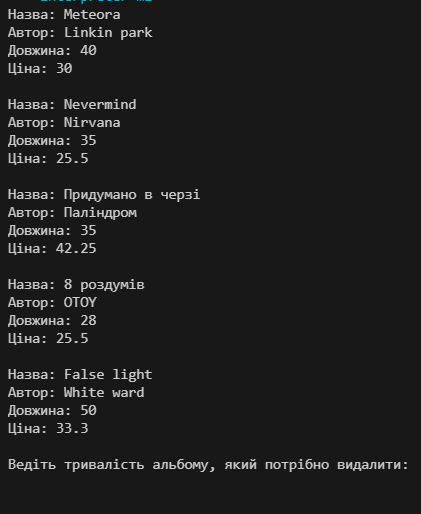 Назва: Meteora
Автор: Linkin park
Довжина: 40
Ціна: 30
Назва: Nevermind
Автор: Nirvana
Довжина: 35
Ціна: 25.5
Назва: Придумано в черзі
Автор: Паліндром
Довжина: 35
Ціна: 42.25
Назва: 8 роздумів
Автор: OTOY
Довжина: 28
Ціна: 25.5
Назва: False light
Автор: White ward
Довжина: 50
Ціна: 33.3
Ведіть тривалість альбому, який потрібно видалити: